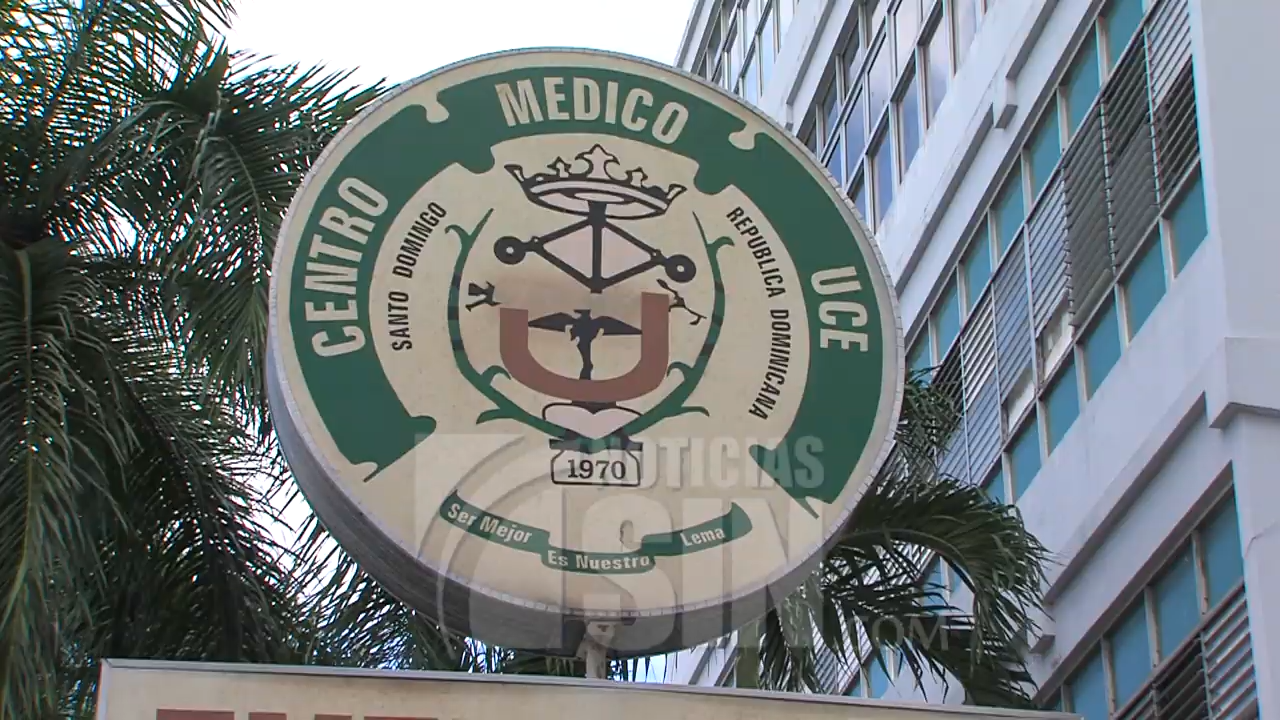 CENTRO MEDICO UCE
SANTO DOMINGO
REPUBLICA DOMINICANA
1970
Ser Mejor Es Nuestro Lema
NOTICIAS
SIN
.COM